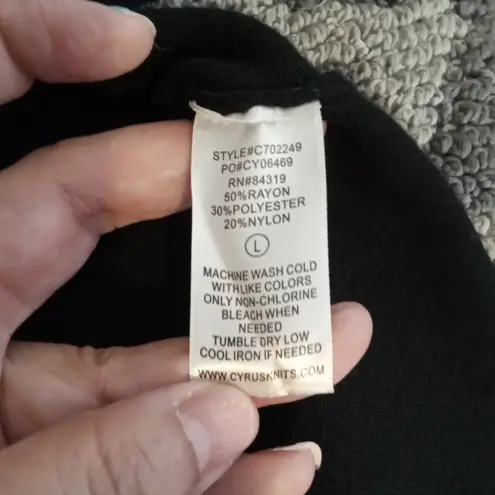 STYLE#C702249
PO#CY06469
RN#84319
50%RAYON
30%POLYESTER
20%NYLON
L
MACHINE WASH COLD
WITH LIKE COLORS
ONLY NON-CHLORINE
BLEACH WHEN
NEEDED
TUMBLE DRY LOW
COOL IRON IF NEEDED
WWW.CYRUSKNITS.COM